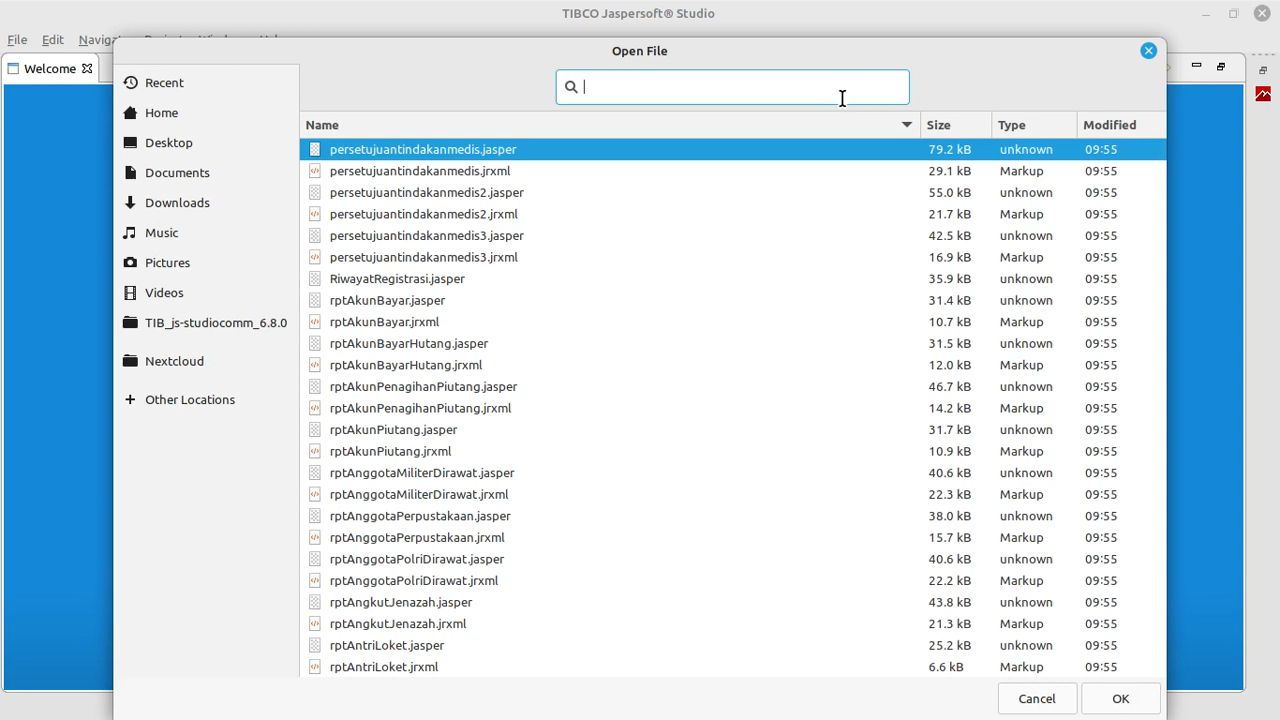 TIBCO Jaspersoft® Studio
File Edit Navigat
Welcome
Open File
Recent
Home
Desktop
Documents
Downloads
Music
Pictures
Videos
TIB_js-studiocomm_6.8.0
Nextcloud
Other Locations
Name Size Type Modified
persetujuantindakanmedis.jasper 79.2 kB unknown 09:55
persetujuantindakanmedis.jrxml 29.1 kB Markup 09:55
persetujuantindakanmedis2.jasper 55.0 kB unknown 09:55
persetujuantindakanmedis2.jrxml 21.7 kB Markup 09:55
persetujuantindakanmedis3.jasper 42.5 kB unknown 09:55
persetujuantindakanmedis3.jrxml 16.9 kB Markup 09:55
RiwayatRegistrasi.jasper 35.9 kB unknown 09:55
rptAkunBayar.jasper 31.4 kB unknown 09:55
rptAkunBayar.jrxml 10.7 kB Markup 09:55
rptAkunBayarHutang.jasper 31.5 kB unknown 09:55
rptAkunBayarHutang.jrxml 12.0 kB Markup 09:55
rptAkunPenagihanPiutang.jasper 46.7 kB unknown 09:55
rptAkunPenagihanPiutang.jrxml 14.2 kB Markup 09:55
rptAkunPiutang.jasper 31.7 kB unknown 09:55
rptAkunPiutang.jrxml 10.9 kB Markup 09:55
rptAnggotaMiliterDirawat.jasper 40.6 kB unknown 09:55
rptAnggotaMiliterDirawat.jrxml 22.3 kB Markup 09:55
rptAnggotaPerpustakaan.jasper 38.0 kB unknown 09:55
rptAnggotaPerpustakaan.jrxml 15.7 kB Markup 09:55
rptAnggotaPolriDirawat.jasper 40.6 kB unknown 09:55
rptAnggotaPolriDirawat.jrxml 22.2 kB Markup 09:55
rptAngkutJenazah.jasper 43.8 kB unknown 09:55
rptAngkutJenazah.jrxml 21.3 kB Markup 09:55
rptAntriLoket.jasper 25.2 kB unknown 09:55
rptAntriLoket.jrxml 6.6 kB Markup 09:55
Cancel OK